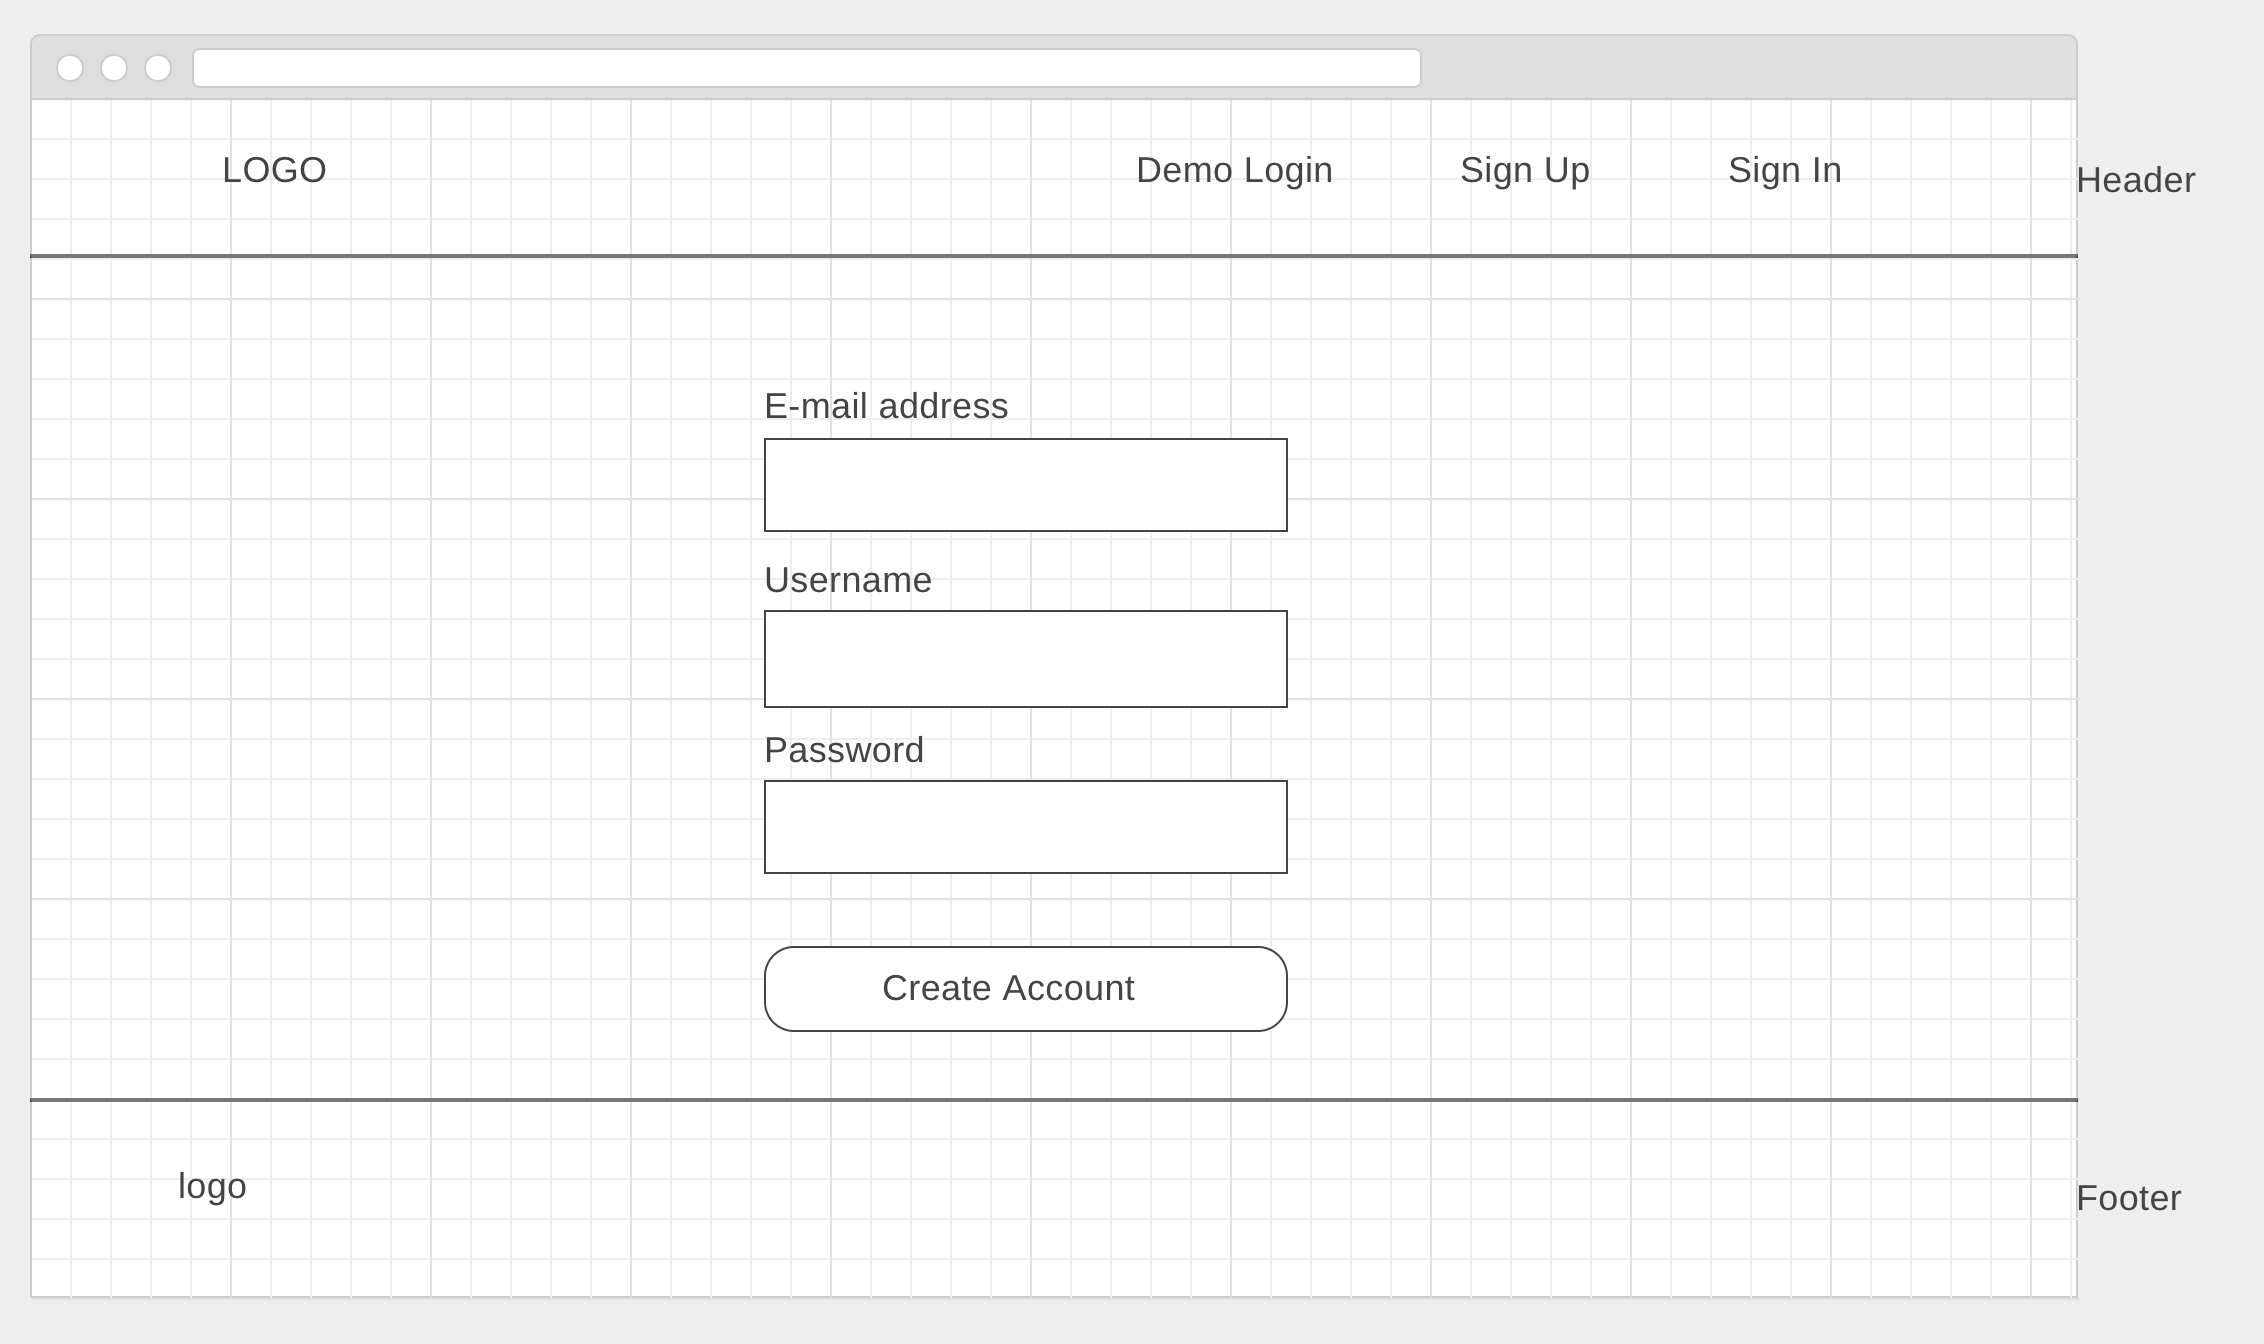 LOGO
Demo Login
Sign Up
Sign In
Header
E-mail address
Username
Password
Create Account
logo
Footer